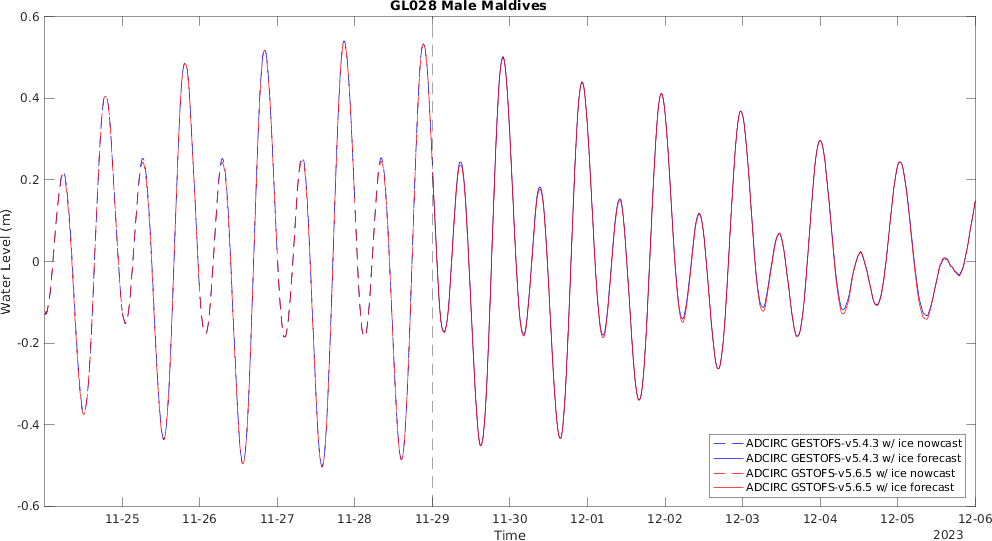 GL028 Male Maldives
0.6
0.4
0.2
0
-0.2
-0.4
-0.6
Water Level (m)
ADCIRC GESTOFS-v5.4.3 w/ ice nowcast
ADCIRC GESTOFS-v5.4.3 w/ ice forecast
ADCIRC GSTOFS-v5.6.5 w/ ice nowcast
ADCIRC GSTOFS-v5.6.5 w/ ice forecast
11-25 11-26 11-27 11-28 11-29 11-30 12-01 12-02 12-03 12-04 12-05 12-06
Time
2023